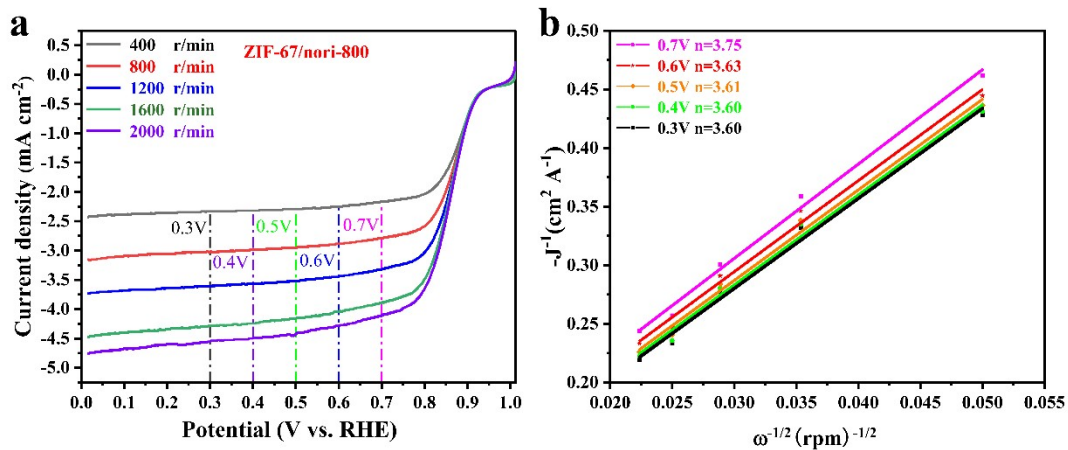 a
ZIF-67/nori-800
400 r/min
800 r/min
1200 r/min
1600 r/min
2000 r/min
0.5
0.0
-0.5
-1.0
-1.5
-2.0
-2.5
-3.0
-3.5
-4.0
-4.5
-5.0
Current density (mA cm-2)
0.3V
0.4V
0.5V
0.6V
0.7V
0.0 0.1 0.2 0.3 0.4 0.5 0.6 0.7 0.8 0.9 1.0
Potential (V vs. RHE)
b
0.7V n=3.75
0.6V n=3.63
0.5V n=3.61
0.4V n=3.60
0.3V n=3.60
0.45
0.40
0.35
0.30
0.25
0.20
-J-1(cm2 A-1)
0.020 0.025 0.030 0.035 0.040 0.045 0.050 0.055
ω-1/2 (rpm) -1/2